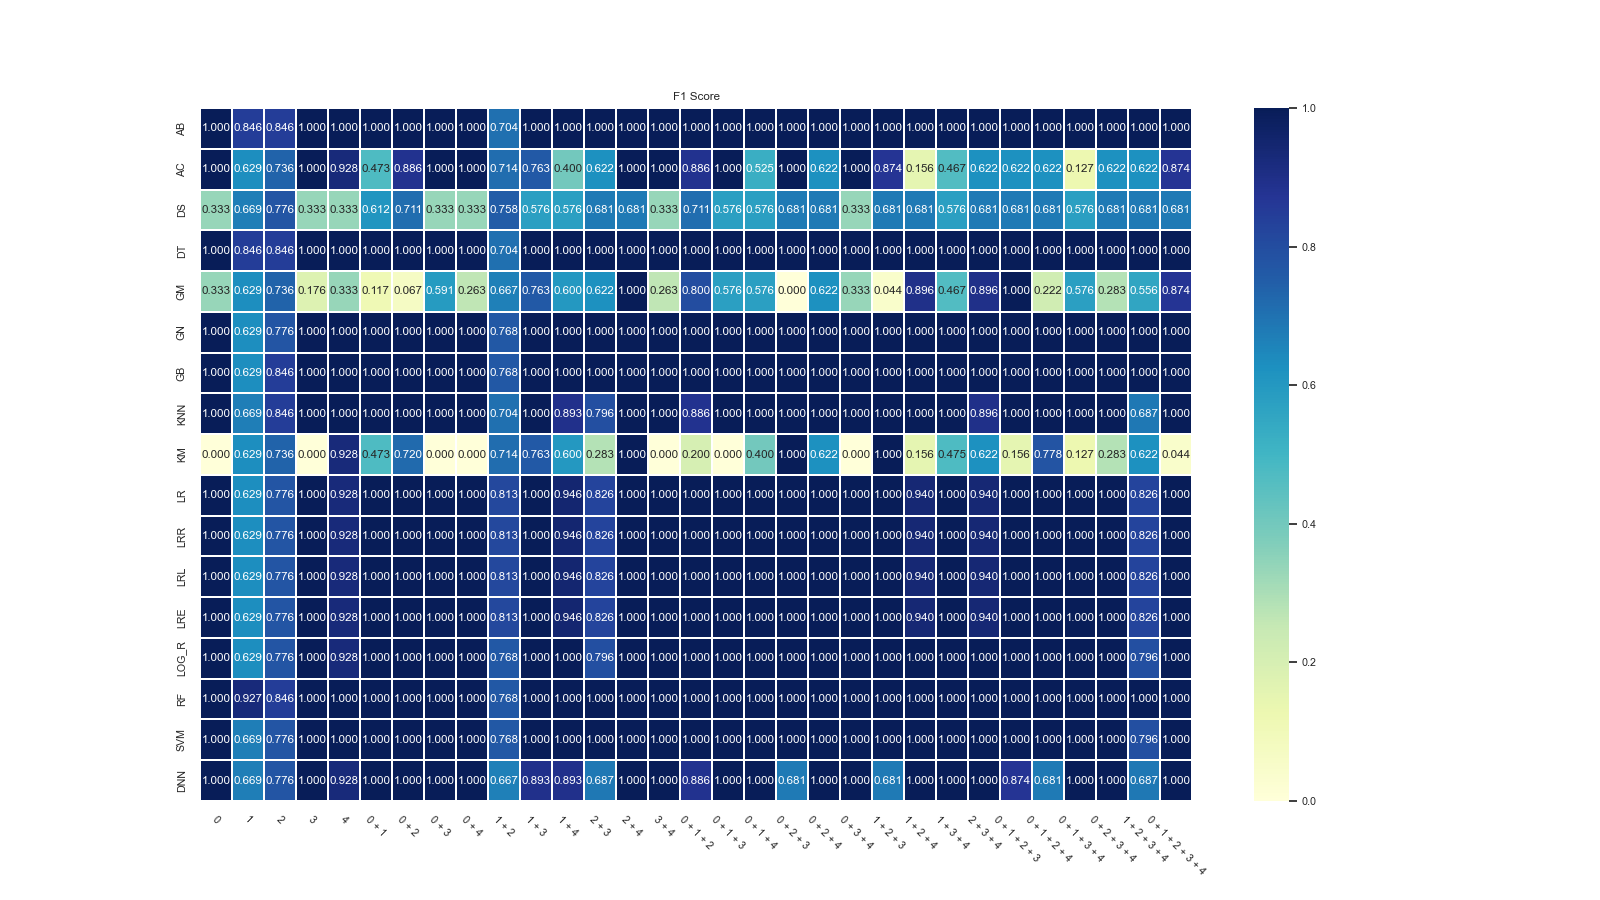 F1 Score
AB 1.000 0.846 0.846 1.000 1.000 1.000 1.000 1.000 1.000 0.704 1.000 1.000 1.000 1.000 1.000 1.000 1.000 1.000 1.000 1.000 1.000 1.000 1.000 1.000 1.000 1.000 1.000 1.000 1.000 1.000 1.000
AC 1.000 0.629 0.736 1.000 0.928 0.473 0.886 1.000 1.000 0.714 0.763 0.400 0.622 1.000 1.000 0.886 1.000 0.525 1.000 0.622 1.000 0.874 0.156 0.467 0.622 0.622 0.622 0.127 0.622 0.622 0.874
DS 0.333 0.669 0.776 0.333 0.333 0.612 0.711 0.333 0.333 0.758 0.576 0.576 0.681 0.681 0.333 0.711 0.576 0.576 0.681 0.681 0.333 0.681 0.681 0.576 0.681 0.681 0.681 0.576 0.681 0.681 0.681
DT 1.000 0.846 0.846 1.000 1.000 1.000 1.000 1.000 1.000 0.704 1.000 1.000 1.000 1.000 1.000 1.000 1.000 1.000 1.000 1.000 1.000 1.000 1.000 1.000 1.000 1.000 1.000 1.000 1.000 1.000 1.000
GM 0.333 0.629 0.736 0.176 0.333 0.117 0.067 0.591 0.263 0.667 0.763 0.600 0.622 1.000 0.263 0.800 0.576 0.576 0.000 0.622 0.333 0.044 0.896 0.467 0.896 1.000 0.222 0.576 0.283 0.556 0.874
GN 1.000 0.629 0.776 1.000 1.000 1.000 1.000 1.000 1.000 0.768 1.000 1.000 1.000 1.000 1.000 1.000 1.000 1.000 1.000 1.000 1.000 1.000 1.000 1.000 1.000 1.000 1.000 1.000 1.000 1.000 1.000
GB 1.000 0.629 0.846 1.000 1.000 1.000 1.000 1.000 1.000 0.768 1.000 1.000 1.000 1.000 1.000 1.000 1.000 1.000 1.000 1.000 1.000 1.000 1.000 1.000 1.000 1.000 1.000 1.000 1.000 1.000 1.000
KNN 1.000 0.669 0.846 1.000 1.000 1.000 1.000 1.000 1.000 0.704 1.000 0.893 0.796 1.000 1.000 0.886 1.000 1.000 1.000 1.000 1.000 1.000 1.000 1.000 0.896 1.000 1.000 1.000 1.000 0.687 1.000
KM 0.000 0.629 0.736 0.000 0.928 0.473 0.720 0.000 0.000 0.714 0.763 0.600 0.283 1.000 0.000 0.200 0.000 0.400 1.000 0.622 0.000 1.000 0.156 0.475 0.622 0.156 0.778 0.127 0.283 0.622 0.044
LR 1.000 0.629 0.776 1.000 0.928 1.000 1.000 1.000 1.000 0.813 1.000 0.946 0.826 1.000 1.000 1.000 1.000 1.000 1.000 1.000 1.000 1.000 0.940 1.000 0.940 1.000 1.000 1.000 1.000 0.826 1.000
LRR 1.000 0.629 0.776 1.000 0.928 1.000 1.000 1.000 1.000 0.813 1.000 0.946 0.826 1.000 1.000 1.000 1.000 1.000 1.000 1.000 1.000 1.000 0.940 1.000 0.940 1.000 1.000 1.000 1.000 0.826 1.000
LRL 1.000 0.629 0.776 1.000 0.928 1.000 1.000 1.000 1.000 0.813 1.000 0.946 0.826 1.000 1.000 1.000 1.000 1.000 1.000 1.000 1.000 1.000 0.940 1.000 0.940 1.000 1.000 1.000 1.000 0.826 1.000
LRE 1.000 0.629 0.776 1.000 0.928 1.000 1.000 1.000 1.000 0.813 1.000 0.946 0.826 1.000 1.000 1.000 1.000 1.000 1.000 1.000 1.000 1.000 0.940 1.000 0.940 1.000 1.000 1.000 1.000 0.826 1.000
LOG_R 1.000 0.629 0.776 1.000 0.928 1.000 1.000 1.000 1.000 0.768 1.000 1.000 0.796 1.000 1.000 1.000 1.000 1.000 1.000 1.000 1.000 1.000 1.000 1.000 1.000 1.000 1.000 1.000 1.000 0.796 1.000
RF 1.000 0.927 0.846 1.000 1.000 1.000 1.000 1.000 1.000 0.768 1.000 1.000 1.000 1.000 1.000 1.000 1.000 1.000 1.000 1.000 1.000 1.000 1.000 1.000 1.000 1.000 1.000 1.000 1.000 1.000 1.000
SVM 1.000 0.669 0.776 1.000 1.000 1.000 1.000 1.000 1.000 0.768 1.000 1.000 1.000 1.000 1.000 1.000 1.000 1.000 1.000 1.000 1.000 1.000 1.000 1.000 1.000 1.000 1.000 1.000 1.000 0.796 1.000
DNN 1.000 0.669 0.776 1.000 0.928 1.000 1.000 1.000 1.000 0.667 0.893 0.893 0.687 1.000 1.000 0.886 1.000 1.000 0.681 1.000 1.000 0.681 1.000 1.000 1.000 0.874 0.681 1.000 1.000 0.687 1.000
0
1
2
3
4
0 + 1
0 + 2
0 + 3
0 + 4
1 + 2
1 + 3
1 + 4
2 + 3
2 + 4
3 + 4
0 + 1 + 2
0 + 1 + 3
0 + 1 + 4
0 + 2 + 3
0 + 2 + 4
0 + 3 + 4
1 + 2 + 3
1 + 2 + 4
1 + 3 + 4
2 + 3 + 4
0 + 1 + 2 + 3
0 + 1 + 2 + 4
0 + 1 + 3 + 4
0 + 2 + 3 + 4
1 + 2 + 3 + 4
0 + 1 + 2 + 3 + 4
1.0
0.8
0.6
0.4
0.2
0.0